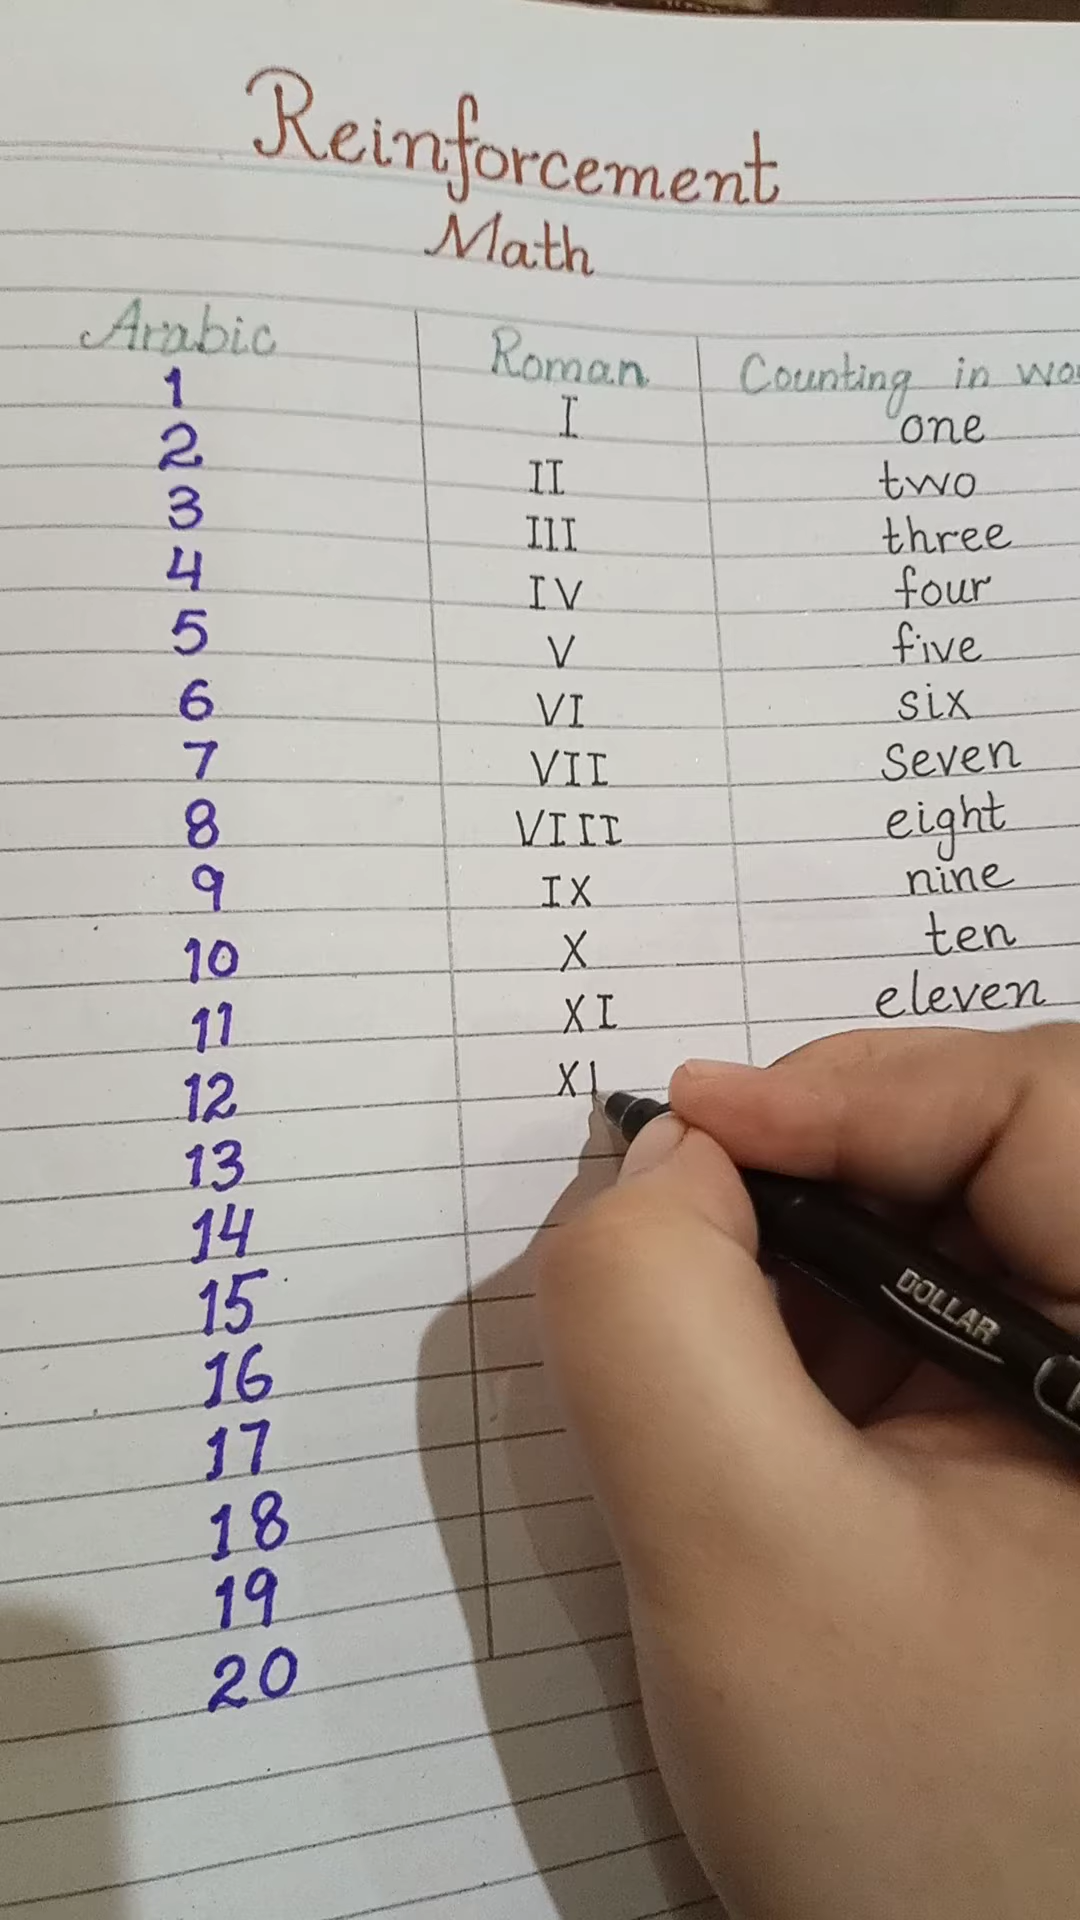 Reinforcement
Math
Arabic Roman Counting in
1 I one
2 II two
3 III three
4 IV four
5 V five
6 VI six
7 VII seven
8 VIII eight
9 IX nine
10 X ten
11 XI eleven
12 XI
13
14
15
16
17
18
19
20
DOLLAR